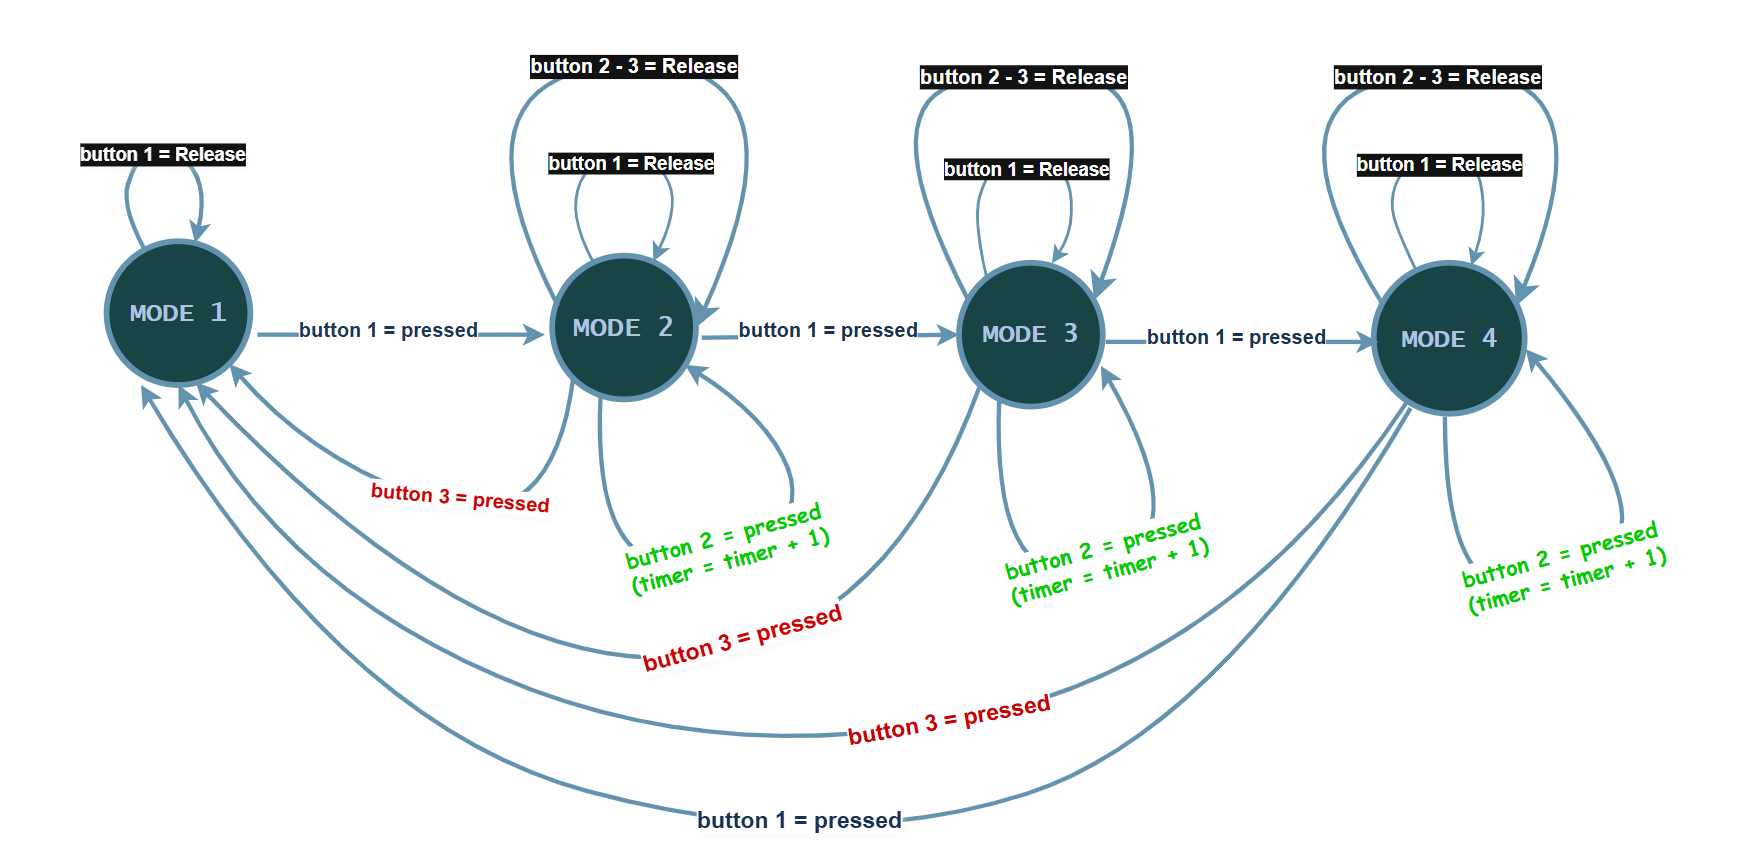 button 2 - 3 = Release
button 2 - 3 = Release
button 2 - 3 = Release
button 1 = Release
button 1 = Release
button 1 = Release
button 1 = Release
MODE 1
button 1 = pressed
MODE 2
button 1 = pressed
MODE 3
button 1 = pressed
MODE 4
button 3 = pressed
button 2 = pressed
(timer = timer + 1)
button 2 = pressed
(timer = timer + 1)
button 2 = pressed
(timer = timer + 1)
button 3 = pressed
button 3 = pressed
button 1 = pressed